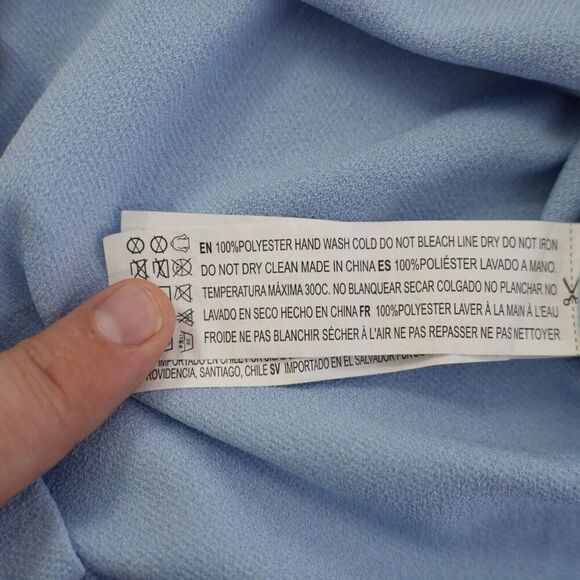 EN 100%POLYESTER HAND WASH COLD DO NOT BLEACH LINE DRY DO NOT IRON
DO NOT DRY CLEAN MADE IN CHINA ES 100% POLIÉSTER LAVADO A MANO.
TEMPERATURA MÁXIMA 30OC. NO BLANQUEAR SECAR COLGADO NO PLANCHAR. NO
LAVADO EN SECO HECHO EN CHINA FR 100% POLYESTER LAVER À LA MAIN À L'EAU
FROIDE NE PAS BLANCHIR SÉCHER À L'AIR NE PAS REPASSER NE PAS NETTOYER
IMPORTADO EN CHILE POR IMPORTADO EN EL SALVADOR POR
SANTIAGO, CHILE SV